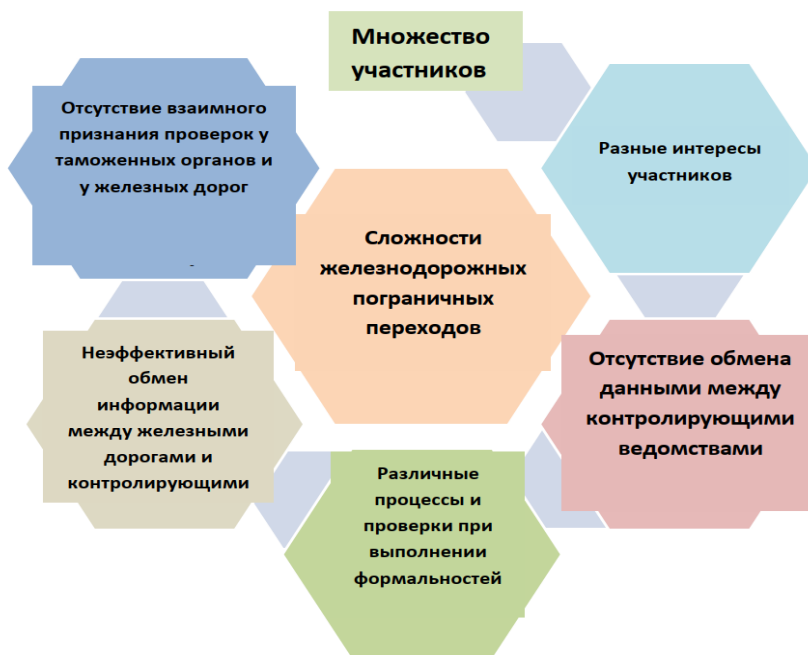 Множество
участников
Отсутствие взаимного
признания проверок у
таможенных органов и
у железных дорог
Разные интересы
участников
Сложности
железнодорожных
пограничных
переходов
Неэффективный
обмен
информации
между железными
дорогами и
контролирующими
Отсутствие обмена
данными между
контролирующими
ведомствами
Различные
процессы и
проверки при
выполнении
формальностей